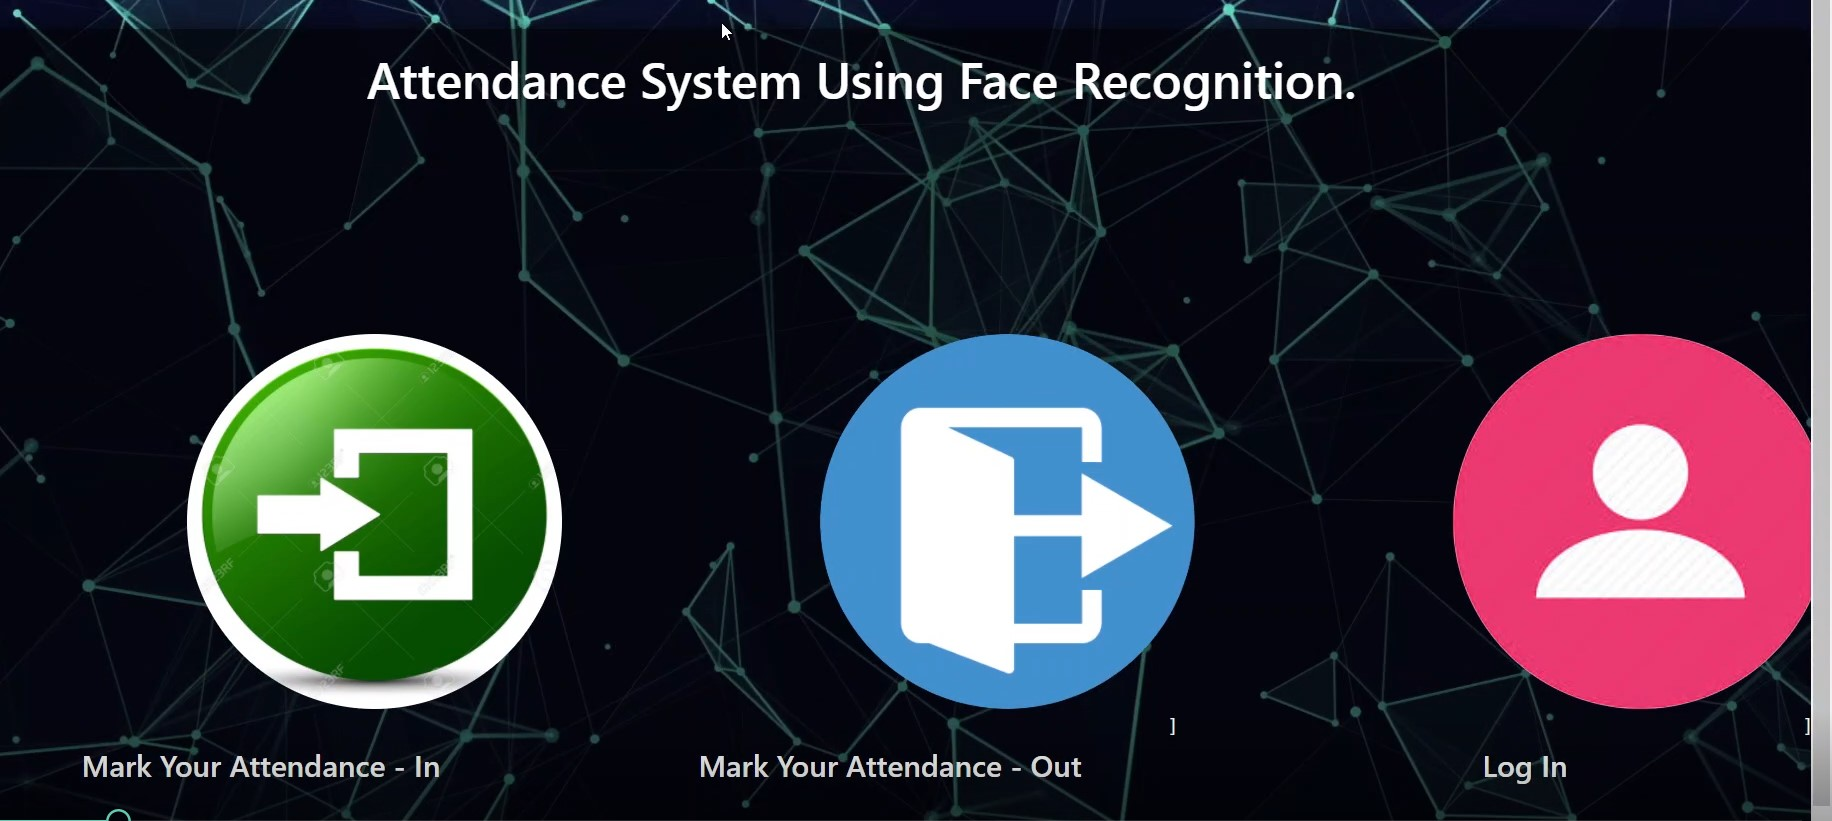 Attendance System Using Face Recognition.
]
]
Mark Your Attendance - In
Mark Your Attendance - Out
Log In